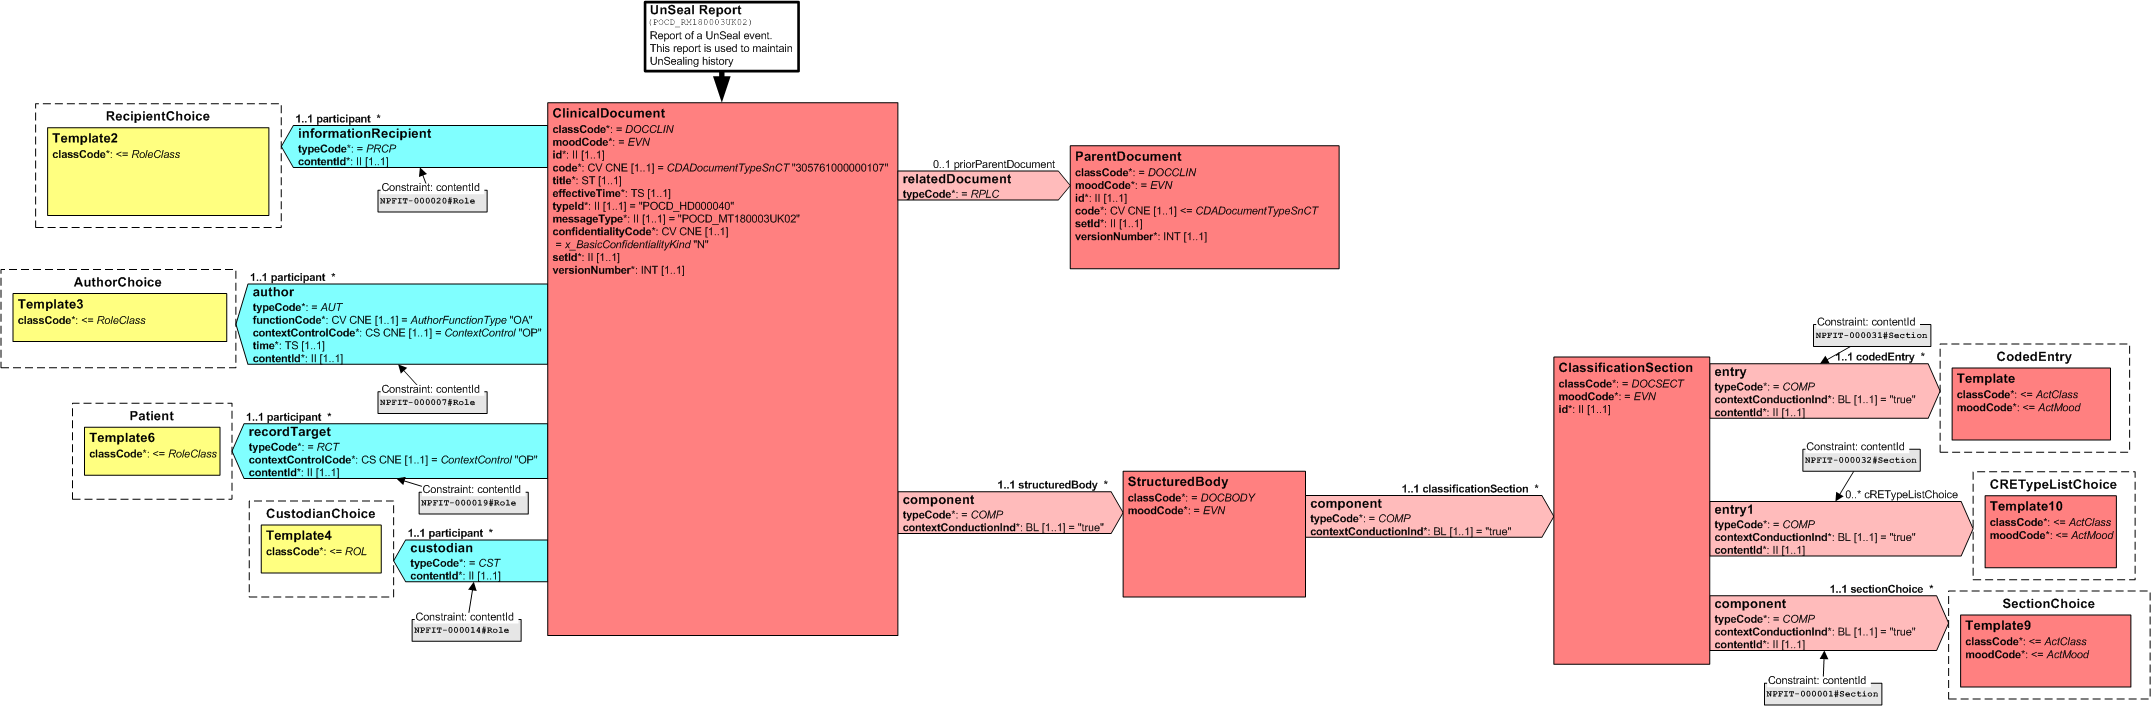 UnSeal Report
(POCD_RM180003UK02)
Report of a UnSeal event.
This report is used to maintain
UnSealing history
RecipientChoice
Template2
classCode*: <= RoleClass
1..1 participant *
informationRecipient
typeCode*: = PRCP
contentId*: II [1..1]
Constraint: contentId
NPFIT-000020#Role
AuthorChoice
Template3
classCode*: <= RoleClass
1..1 participant *
author
typeCode*: = AUT
functionCode*: CV CNE [1..1] = AuthorFunctionType "OA"
contextControlCode*: CS CNE [1..1] = ContextControl "OP"
time*: TS [1..1]
contentId*: II [1..1]
Constraint: contentId
NPFIT-000007#Role
Patient
Template6
classCode*: <= RoleClass
1..1 participant *
recordTarget
typeCode*: = RCT
contextControlCode*: CS CNE [1..1] = ContextControl "OP"
contentId*: II [1..1]
Constraint: contentId
NPFIT-000019#Role
CustodianChoice
Template4
classCode*: <= ROL
1..1 participant *
custodian
typeCode*: = CST
contentId*: II [1..1]
Constraint: contentId
NPFIT-000014#Role
ClinicalDocument
classCode*: = DOCCLIN
moodCode*: = EVN
id*: II [1..1]
code*: CV CNE [1..1] = CDADocumentTypeSnCT "305761000000107"
title*: ST [1..1]
effectiveTime*: TS [1..1]
typeId*: II [1..1] = "POCD_HD000040"
messageType*: II [1..1] = "POCD_MT180003UK02"
confidentialityCode*: CV CNE [1..1]
= x_BasicConfidentialityKind "N"
setId*: II [1..1]
versionNumber*: INT [1..1]
0..1 priorParentDocument
relatedDocument
typeCode*: = RPLC
ParentDocument
classCode*: = DOCCLIN
moodCode*: = EVN
id*: II [1..1]
code*: CV CNE [1..1] <= CDADocumentTypeSnCT
setId*: II [1..1]
versionNumber*: INT [1..1]
1..1 structuredBody *
component
typeCode*: = COMP
contextConductionInd*: BL [1..1] = "true"
StructuredBody
classCode*: = DOCBODY
moodCode*: = EVN
1..1 classificationSection *
component
typeCode*: = COMP
contextConductionInd*: BL [1..1] = "true"
ClassificationSection
classCode*: = DOCSECT
moodCode*: = EVN
id*: II [1..1]
Constraint: contentId
NPFIT-000031#Section
1..1 codedEntry *
entry
typeCode*: = COMP
contextConductionInd*: BL [1..1] = "true"
contentId*: II [1..1]
CodedEntry
Template
classCode*: <= ActClass
moodCode*: <= ActMood
Constraint: contentId
NPFIT-000032#Section
0..* cRETypeListChoice
entry1
typeCode*: = COMP
contextConductionInd*: BL [1..1] = "true"
contentId*: II [1..1]
CRETypeListChoice
Template10
classCode*: <= ActClass
moodCode*: <= ActMood
1..1 sectionChoice *
component
typeCode*: = COMP
contextConductionInd*: BL [1..1] = "true"
contentId*: II [1..1]
SectionChoice
Template9
classCode*: <= ActClass
moodCode*: <= ActMood
Constraint: contentId
NPFIT-000001#Section